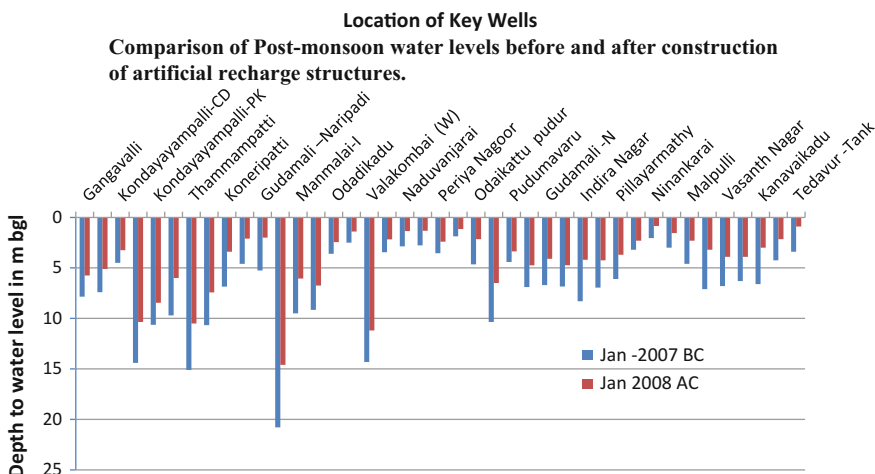 Location of Key Wells
Comparison of Post-monsoon water levels before and after construction
of artificial recharge structures.
Gangavalli
Kondayayampalli-CD
Kondayayampalli-PK
Thammampatti
Koneripatti
Gudamali –Naripadi
Manmalai-I
Odadikadu
Valakombai (W)
Naduvanjarai
Periya Nagoor
Odaikattu pudur
Pudumavaru
Gudamali -N
Indira Nagar
Pillayarmathy
Ninankarai
Malpulli
Vasanth Nagar
Kanavaikadu
Tedavur -Tank
Depth to water level in m bgl
0
5
10
15
20
25
Jan -2007 BC
Jan 2008 AC